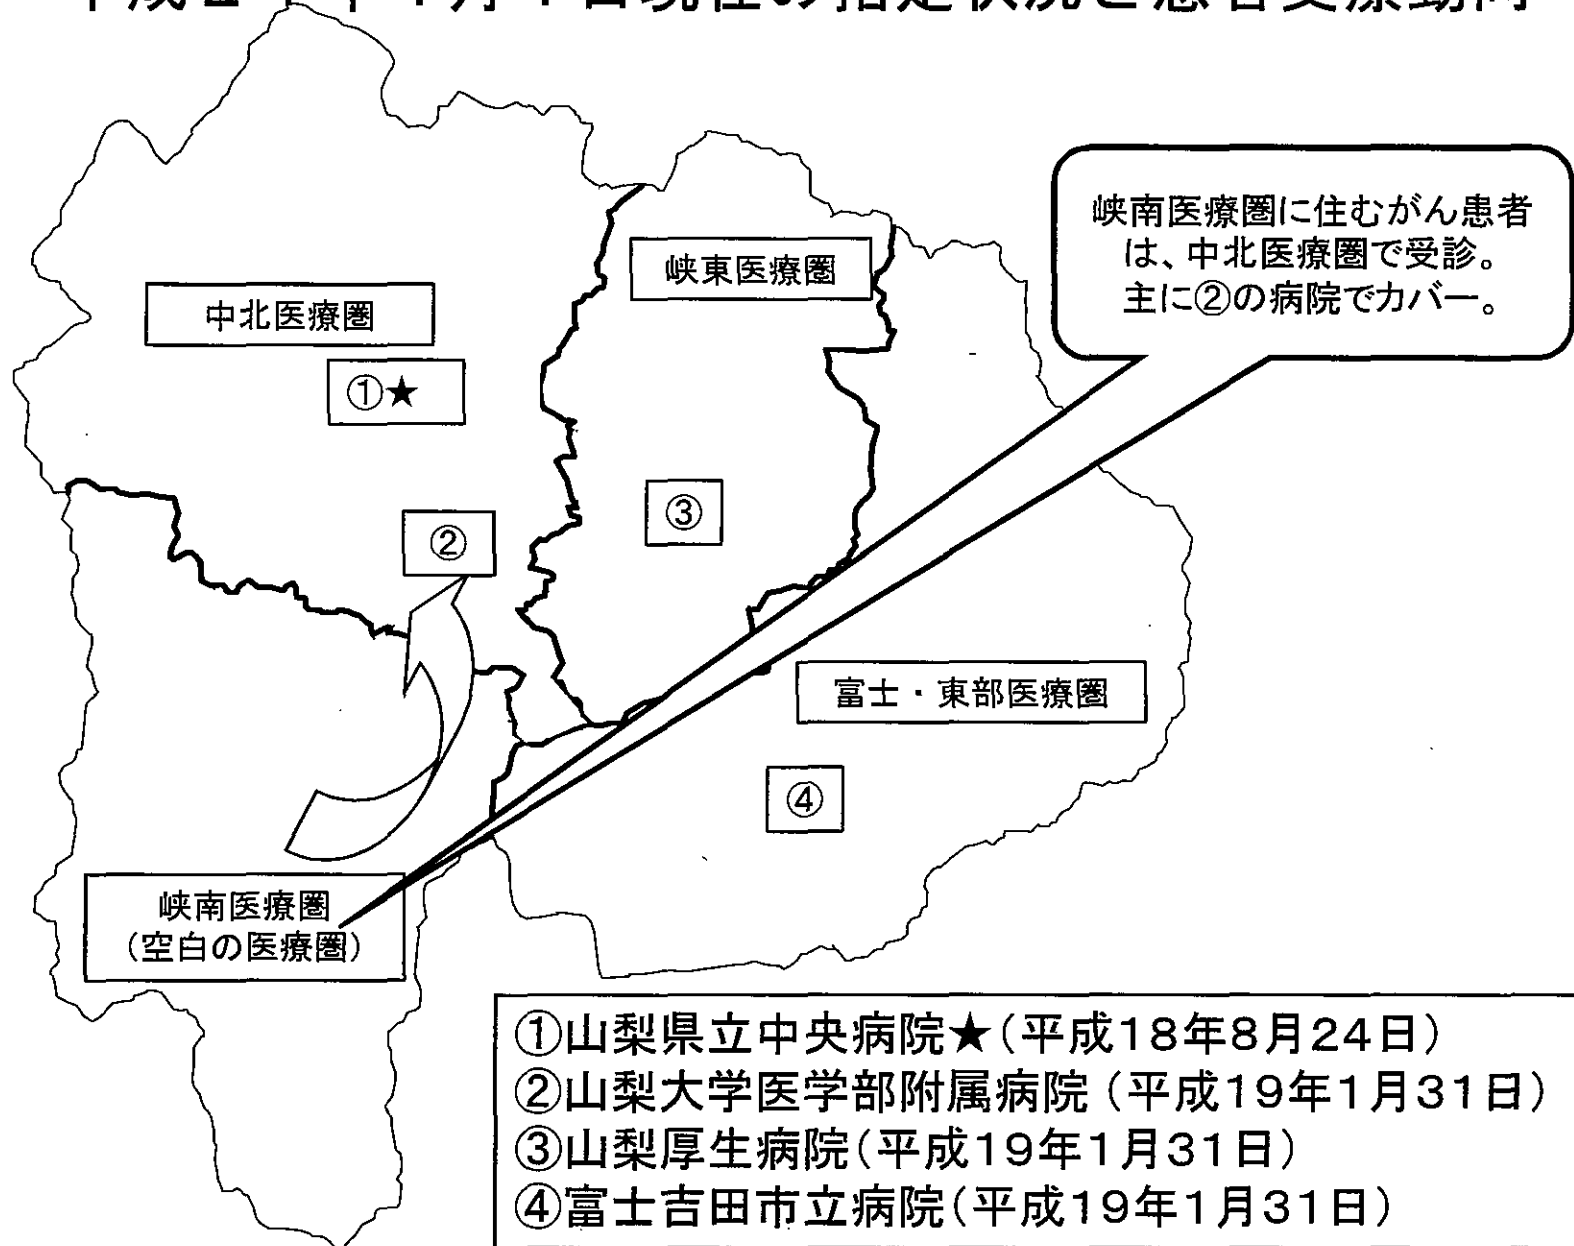 峡南医療圏に住むがん患者
は、中北医療圏で受診。
主に②の病院でカバー。
峡東医療圏
中北医療圏
①★
③
②
富士・東部医療圏
④
峡南医療圏
(空白の医療圏)
①山梨県立中央病院★(平成18年8月24日)
②山梨大学医学部附属病院(平成19年1月31日)
③山梨厚生病院(平成19年1月31日)
④富士吉田市立病院(平成19年1月31日)